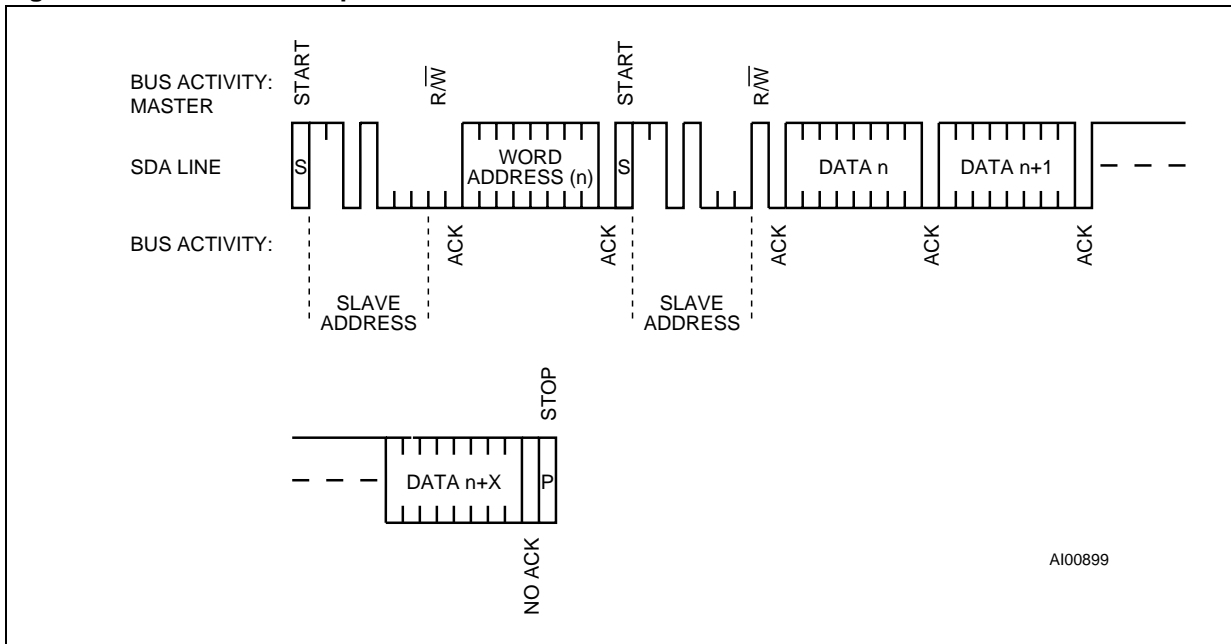 BUS ACTIVITY:
MASTER
START
R/W
START
R/W
SDA LINE
S
WORD
ADDRESS (n)
S
DATA n
DATA n+1
BUS ACTIVITY:
ACK
ACK
ACK
ACK
ACK
SLAVE
ADDRESS
SLAVE
ADDRESS
STOP
DATA n+X
P
NO ACK
AI00899